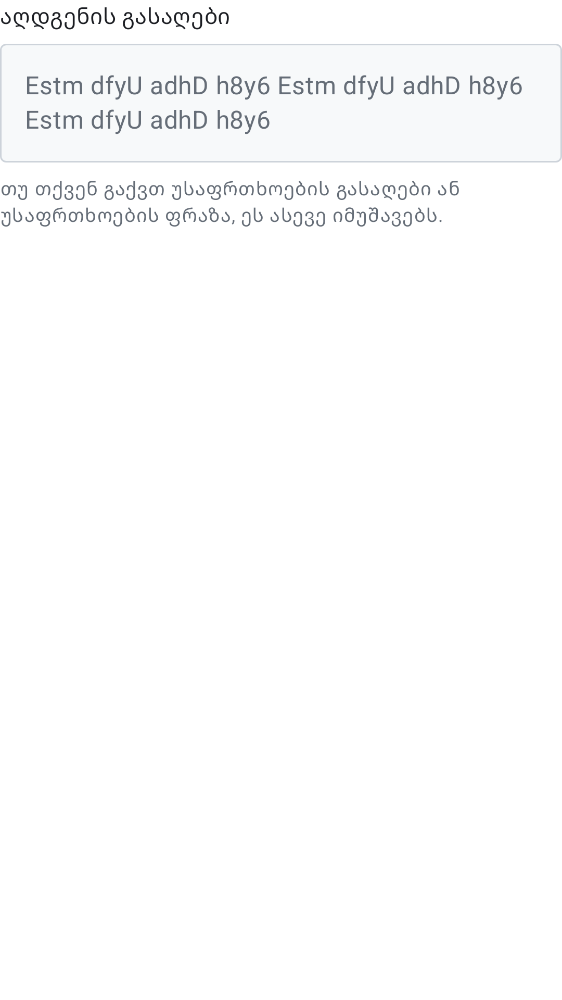 აღდგენის გასაღები
Estm dfyU adhD h8y6 Estm dfyU adhD h8y6
Estm dfyU adhD h8y6
თუ თქვენ გაქვთ უსაფრთხოების გასაღები ან
უსაფრთხოების ფრაზა, ეს ასევე იმუშავებს.